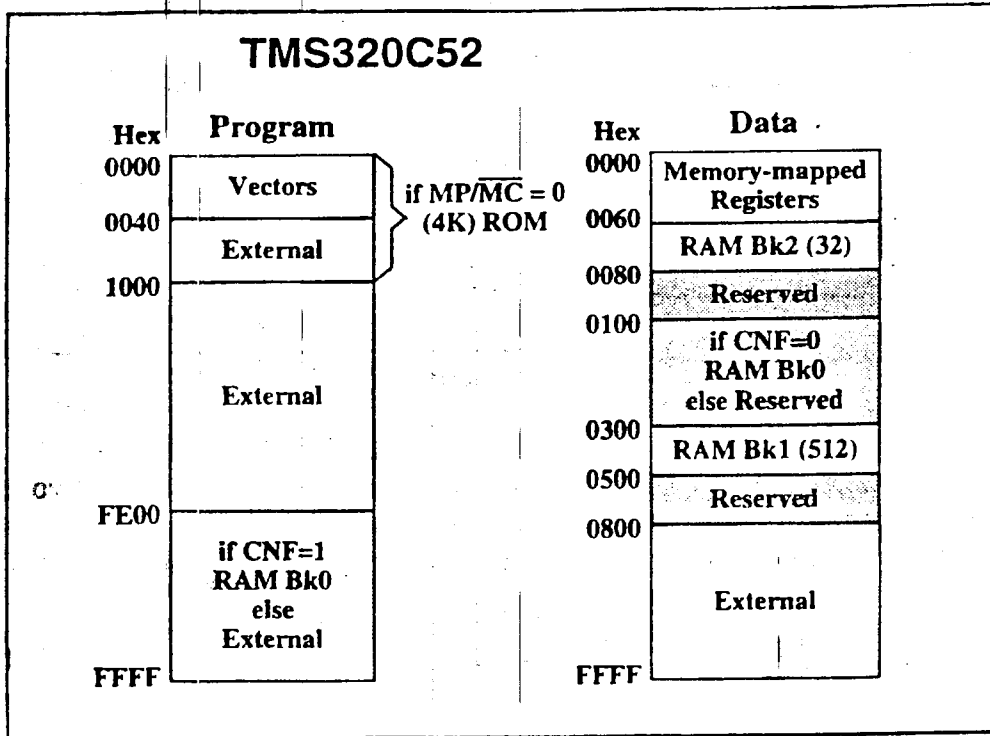 TMS320C52
Hex Program
0000
Vectors
if MP/MC = 0
(4K) ROM
0040
External
1000
External
FE00
if CNF=1
RAM Bk0
else
External
FFFF
Hex Data
0000
Memory-mapped
Registers
0060
RAM Bk2 (32)
0080
Reserved
0100
if CNF=0
RAM Bk0
else Reserved
0300
RAM Bk1 (512)
0500
Reserved
0800
External
FFFF